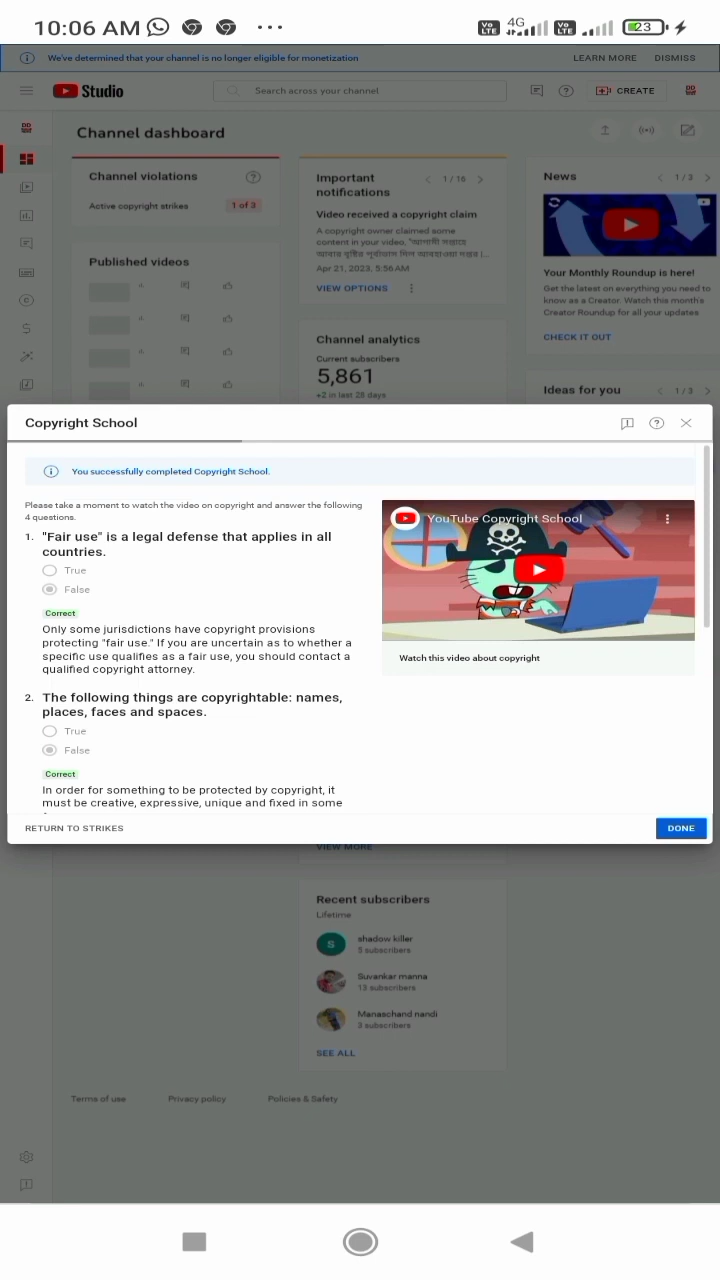 10:06 AM
Vo LTE 4G Vo LTE 23
We've determined that your channel is no longer eligible for monetization
LEARN MORE DISMISS
Studio
Search across your channel
CREATE
Channel dashboard
Channel violations
Active copyright strikes 1 of 3
Published videos
Important notifications
1 / 16
Video received a copyright claim
A copyright owner claimed some
content in your video, "আগামী সপ্তাহে
আবার বৃষ্টির পূর্বাভাস দিল আবহাওয়া দপ্তর।...
Apr 21, 2023, 5:56 AM
VIEW OPTIONS
Channel analytics
Current subscribers
5,861
+2 in last 28 days
News
1 / 3
Your Monthly Roundup is here!
Get the latest on everything you need to
know as a Creator. Watch this month's
Creator Roundup for all your updates
CHECK IT OUT
Ideas for you
1 / 3
Copyright School
You successfully completed Copyright School.
Please take a moment to watch the video on copyright and answer the following
4 questions.
1. "Fair use" is a legal defense that applies in all
countries.
True
False
Correct
Only some jurisdictions have copyright provisions
protecting "fair use." If you are uncertain as to whether a
specific use qualifies as a fair use, you should contact a
qualified copyright attorney.
2. The following things are copyrightable: names,
places, faces and spaces.
True
False
Correct
In order for something to be protected by copyright, it
must be creative, expressive, unique and fixed in some
YouTube Copyright School
Watch this video about copyright
RETURN TO STRIKES
DONE
VIEW MORE
Recent subscribers
Lifetime
S
shadow killer
5 subscribers
Suvankar manna
13 subscribers
Manaschand nandi
3 subscribers
SEE ALL
Terms of use Privacy policy Policies & Safety